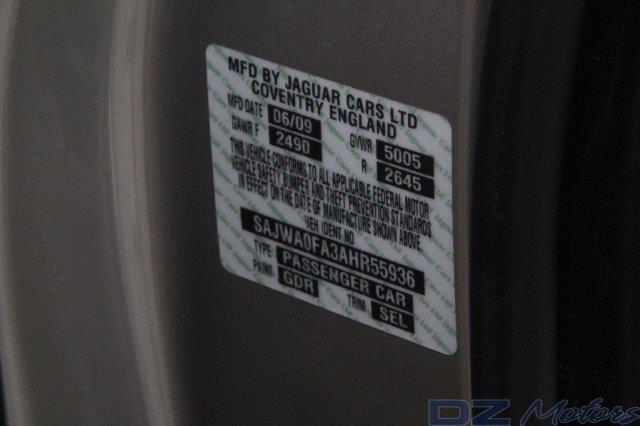 MFD BY JAGUAR CARS LTD
COVENTRY ENGLAND
MFD DATE 06/09
GAWR F 2490 GVWR 5005
R 2645
THIS VEHICLE CONFORMS TO ALL APPLICABLE FEDERAL MOTOR
VEHICLE SAFETY BUMPER AND THEFT PREVENTION STANDARDS
IN EFFECT ON THE DATE OF MANUFACTURE SHOWN ABOVE.
VEH IDENT.NO
SAJWA0FA3AHR55936
TYPE. PASSENGER CAR
PAINT. GDR TRIM. SEL
DZ Motors